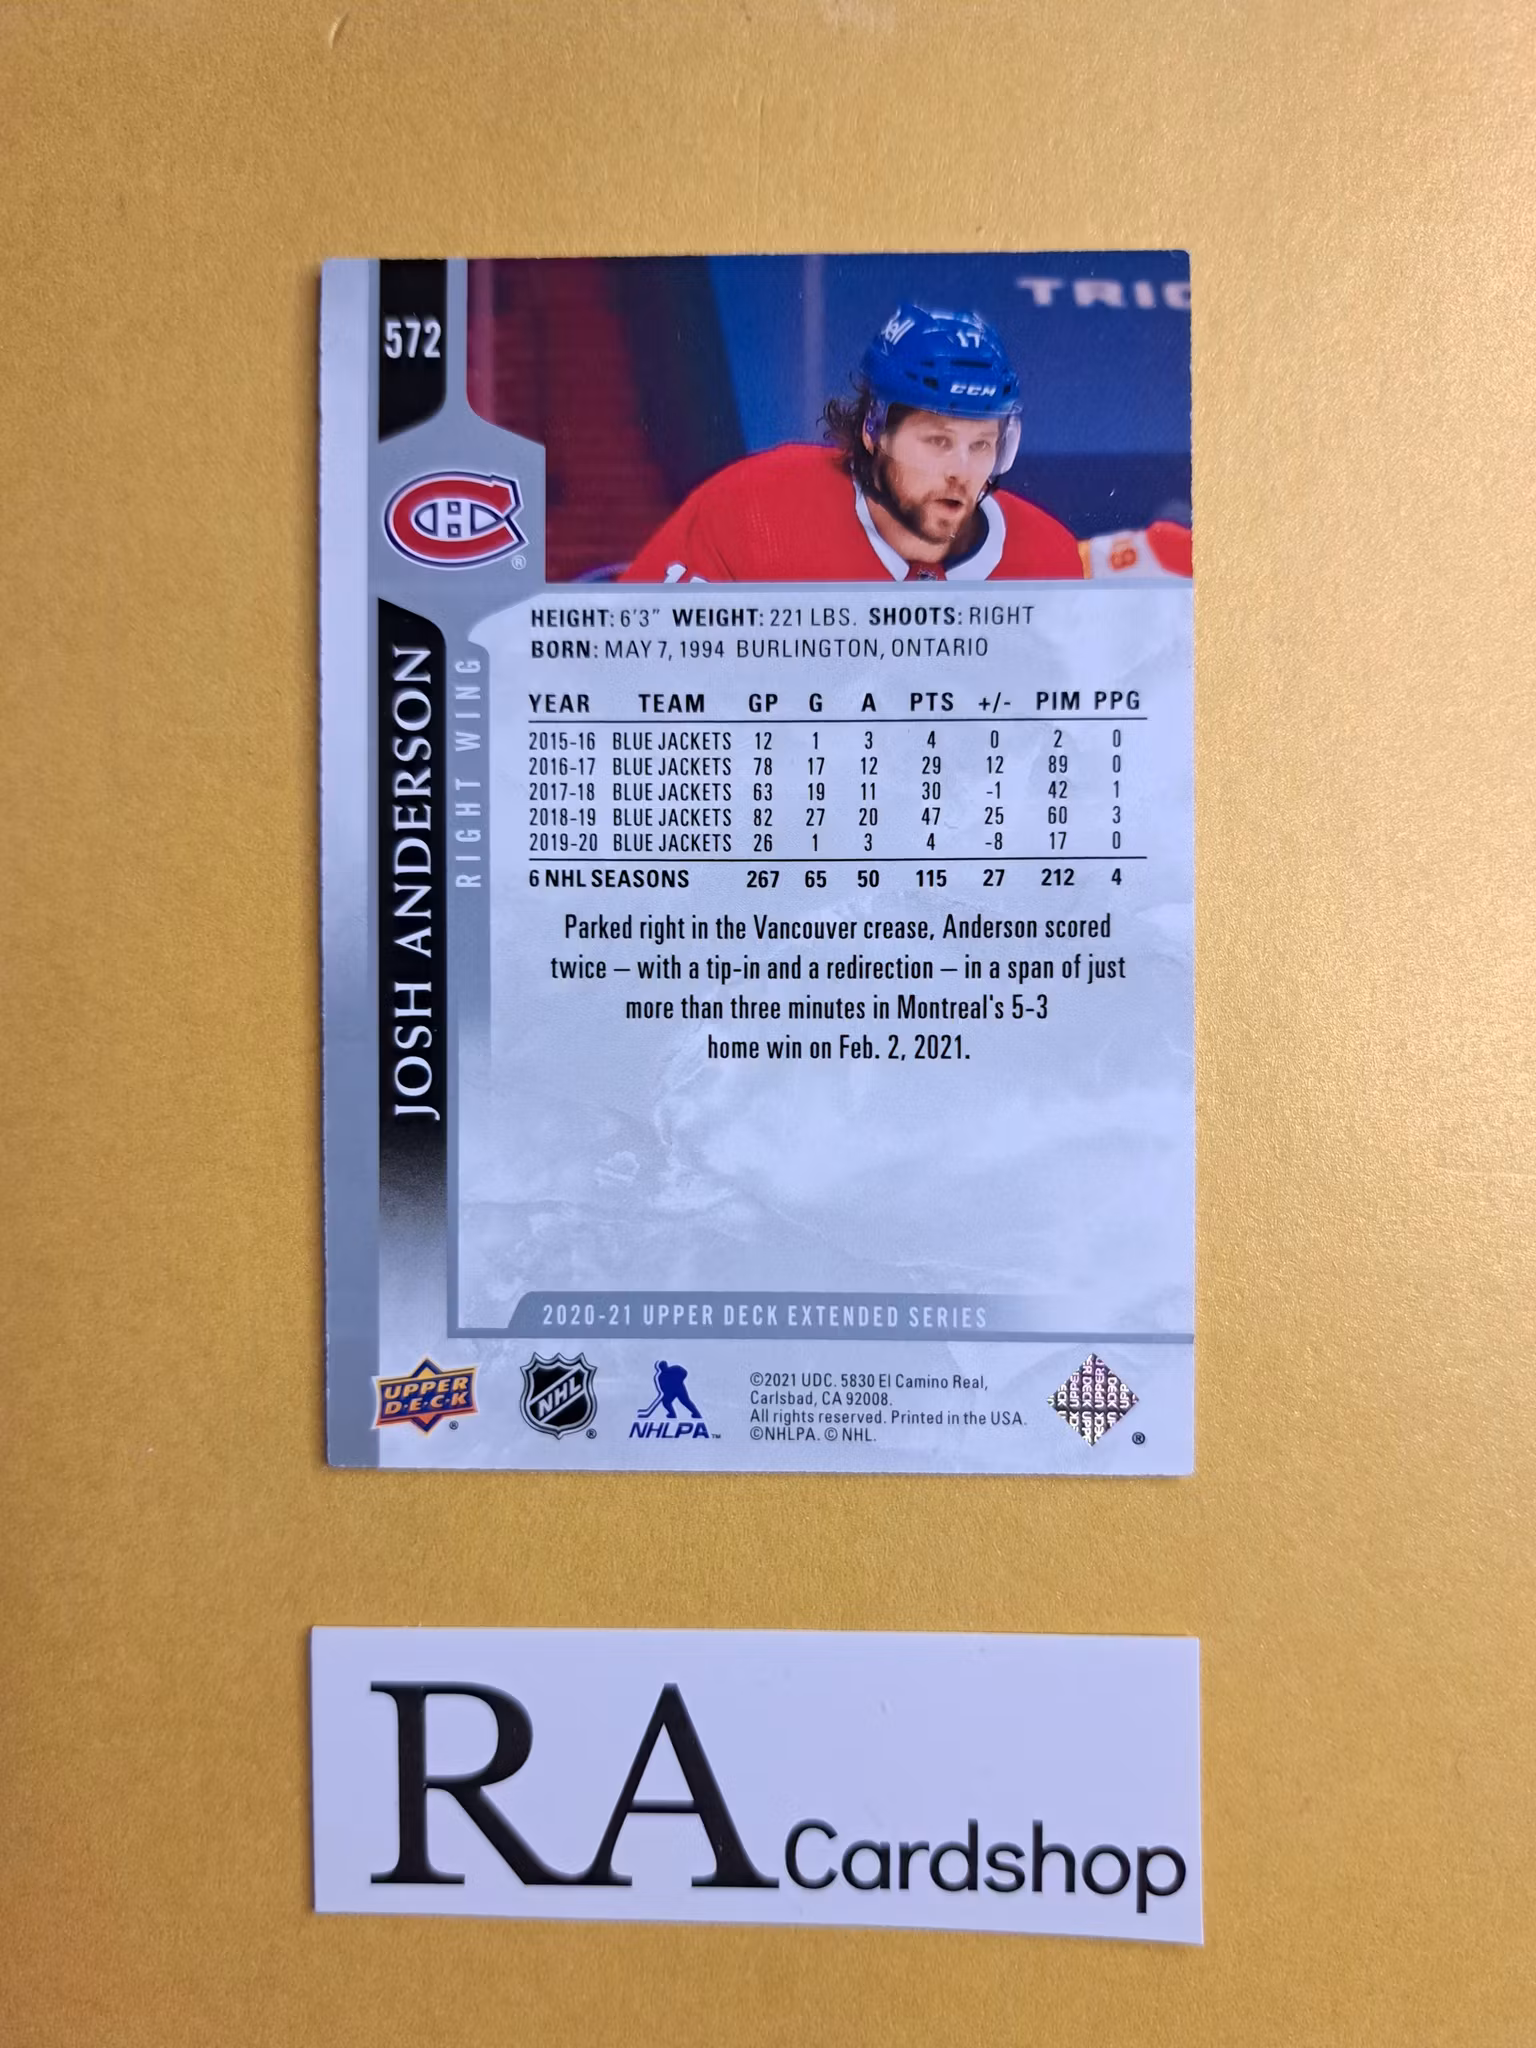 572
TRIC
Bell
17
CCM
17
JOSH ANDERSON
RIGHT WING
HEIGHT: 6'3" WEIGHT: 221 LBS. SHOOTS: RIGHT
BORN: MAY 7, 1994 BURLINGTON, ONTARIO
YEAR TEAM GP G A PTS +/- PIM PPG
2015-16 BLUE JACKETS 12 1 3 4 0 2 0
2016-17 BLUE JACKETS 78 17 12 29 12 89 0
2017-18 BLUE JACKETS 63 19 11 30 -1 42 1
2018-19 BLUE JACKETS 82 27 20 47 25 60 3
2019-20 BLUE JACKETS 26 1 3 4 -8 17 0
6 NHL SEASONS 267 65 50 115 27 212 4
Parked right in the Vancouver crease, Anderson scored
twice – with a tip-in and a redirection – in a span of just
more than three minutes in Montreal's 5-3
home win on Feb. 2, 2021.
2020-21 UPPER DECK EXTENDED SERIES
UPPER
D·E·C·K ®
NHL ®
NHLPA™
©2021 UDC. 5830 El Camino Real,
Carlsbad, CA 92008.
All rights reserved. Printed in the USA.
©NHLPA. © NHL.
®
RA Cardshop